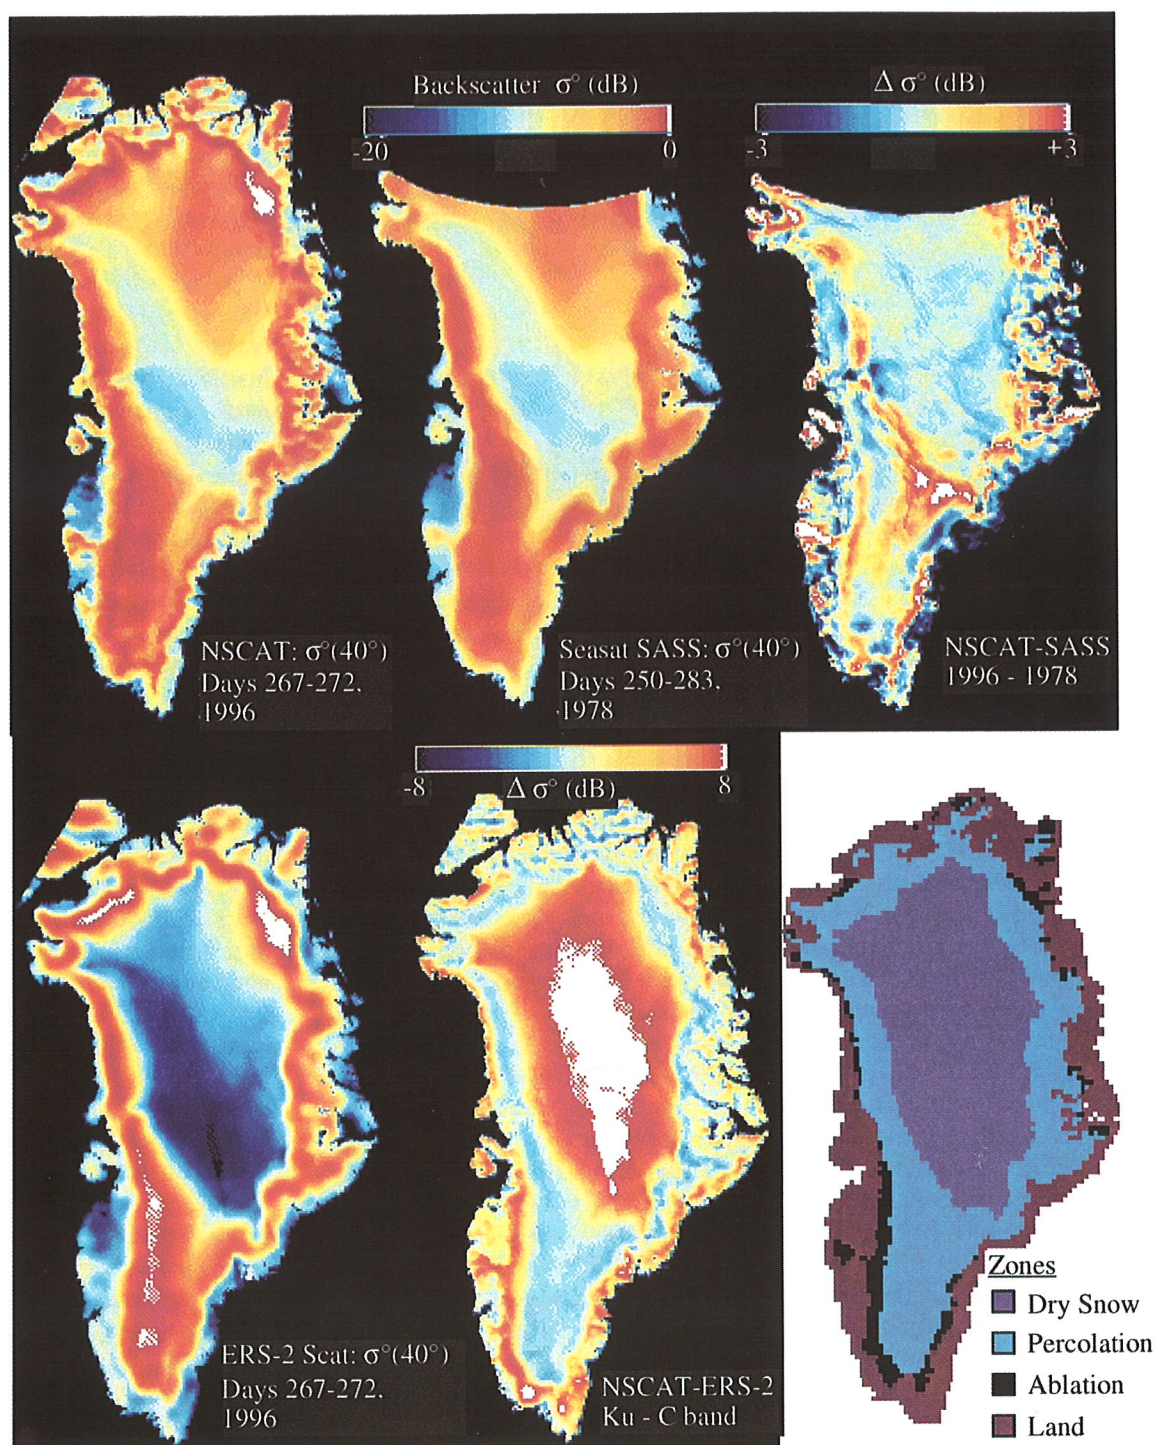 Backscatter σ° (dB)
-20 0
Δ σ° (dB)
-3 +3
NSCAT: σ°(40°)
Days 267-272,
1996
Seasat SASS: σ°(40°)
Days 250-283,
1978
NSCAT-SASS
1996 - 1978
-8 8
Δ σ° (dB)
ERS-2 Scat: σ°(40°)
Days 267-272,
1996
NSCAT-ERS-2
Ku - C band
Zones
Dry Snow
Percolation
Ablation
Land